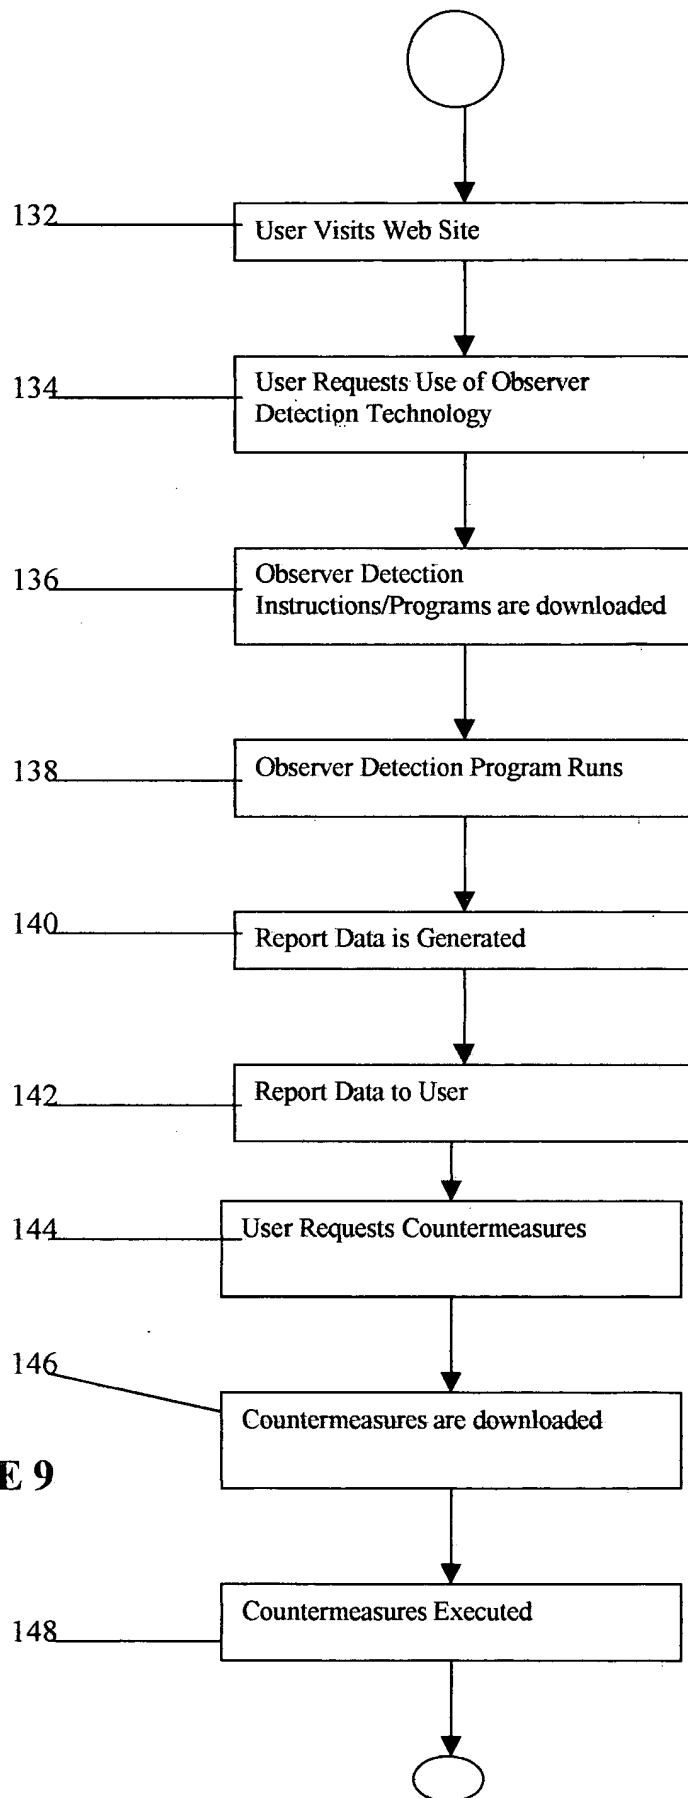 132
User Visits Web Site
134
User Requests Use of Observer
Detection Technology
136
Observer Detection
Instructions/Programs are downloaded
138
Observer Detection Program Runs
140
Report Data is Generated
142
Report Data to User
144
User Requests Countermeasures
146
Countermeasures are downloaded
E 9
148
Countermeasures Executed